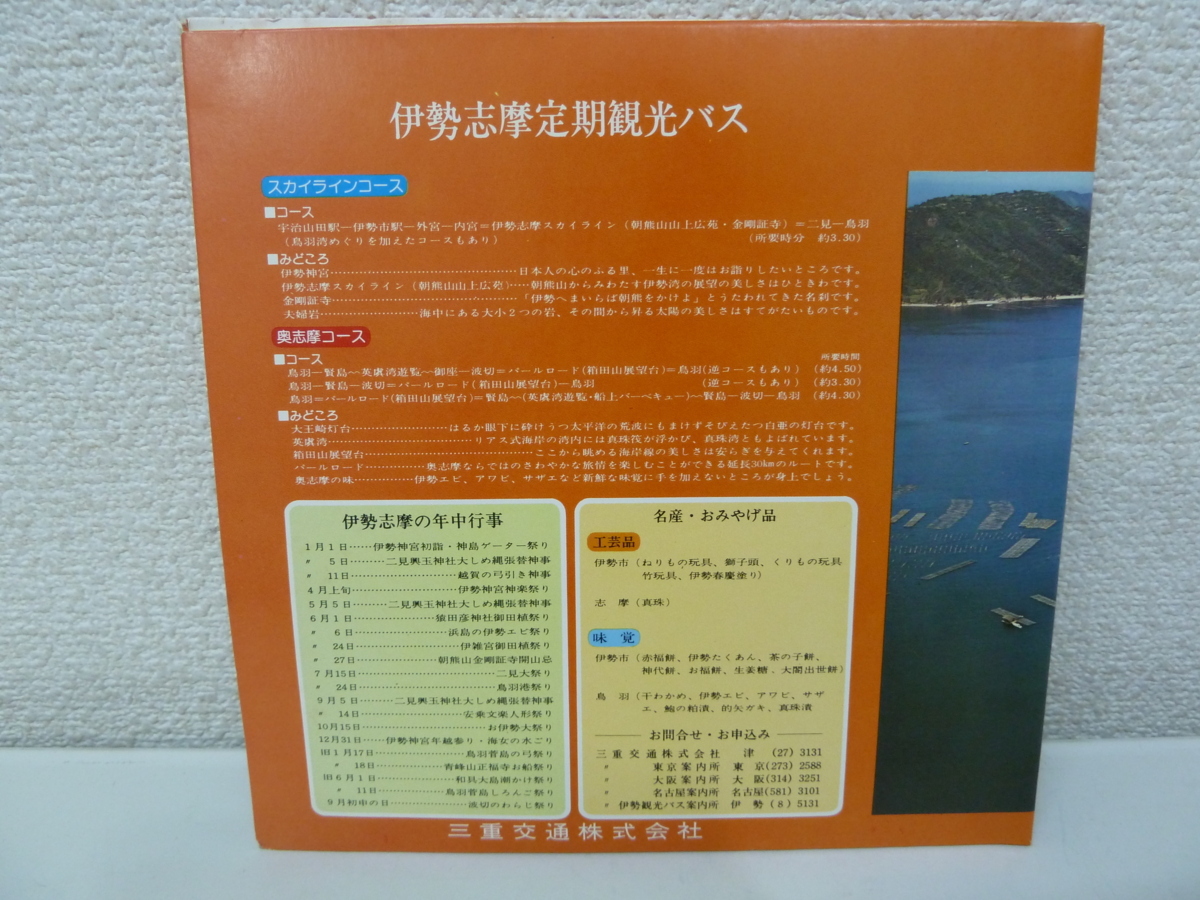 伊勢志摩定期観光バス
スカイラインコース
■コース
宇治山田駅─伊勢市駅─外宮─内宮=伊勢志摩スカイライン(朝熊山山上広苑・金剛証寺)=二見─鳥羽
(鳥羽湾めぐりを加えたコースもあり) (所要時分 約3.30)
■みどころ
伊勢神宮……………………………………日本人の心のふる里、一生に一度はお詣りしたいところです。
伊勢志摩スカイライン(朝熊山山上広苑)……朝熊山からみわたす伊勢湾の展望の美しさはひときわです。
金剛証寺……………………………………「伊勢へまいらば朝熊をかけよ」とうたわれてきた名刹です。
夫婦岩…………………海中にある大小2つの岩、その間から昇る太陽の美しさはすてがたいものです。
奥志摩コース
■コース 所要時間
鳥羽─賢島〜英虞湾遊覧〜御座─波切=パールロード(箱田山展望台)=鳥羽(逆コースもあり) (約4.50)
鳥羽─賢島─波切=パールロード(箱田山展望台)─鳥羽 (逆コースもあり) (約3.30)
鳥羽=パールロード(箱田山展望台)=賢島〜(英虞湾遊覧・船上バーベキュー)〜賢島─波切─鳥羽 (約4.30)
■みどころ
大王崎灯台…………………はるか眼下に砕けうつ太平洋の荒波にもまけずそびえたつ白亜の灯台です。
英虞湾……………………………リアス式海岸の湾内には真珠筏が浮かび、真珠湾ともよばれています。
箱田山展望台…………………………………ここから眺める海岸線の美しさは安らぎを与えてくれます。
パールロード……………奥志摩ならではのさわやかな旅情を楽しむことができる延長30kmのルートです。
奥志摩の味……………伊勢エビ、アワビ、サザエなど新鮮な味覚に手を加えないところが身上でしょう。
伊勢志摩の年中行事
1月1日……伊勢神宮初詣・神島ゲーター祭り
〃 5日………二見興玉神社大しめ縄張替神事
〃 11日……………………越賀の弓引き神事
4月上旬……………………伊勢神宮神楽祭り
5月5日………二見興玉神社大しめ縄張替神事
6月1日………………猿田彦神社御田植祭り
〃 6日…………………浜島の伊勢エビ祭り
〃 24日…………………伊雑宮御田植祭り
〃 27日………………朝熊山金剛証寺開山忌
7月15日…………………………二見大祭り
〃 24日…………………………鳥羽港祭り
9月5日………二見興玉神社大しめ縄張替神事
〃 14日…………………安乗文楽人形祭り
10月15日………………………お伊勢大祭り
12月31日……伊勢神宮年越参り・海女の水ごり
旧1月17日………………鳥羽菅島の弓祭り
〃 18日……………青峰山正福寺お船祭り
旧6月1日……………和具大島潮かけ祭り
〃 11日………………鳥羽菅島しろんご祭り
9月初申の日……………波切のわらじ祭り
名産・おみやげ品
工芸品
伊勢市(ねりもの玩具、獅子頭、くりもの玩具
竹玩具、伊勢春慶塗り)
志 摩(真珠)
味 覚
伊勢市(赤福餅、伊勢たくあん、茶の子餅、
神代餅、お福餅、生姜糖、大閣出世餅)
鳥 羽(干わかめ、伊勢エビ、アワビ、サザ
エ、鮑の粕漬、的矢ガキ、真珠漬
お問合せ・お申込み
三重交通株式会社 津 (27)3131
〃 東京案内所 東京(273)2588
〃 大阪案内所 大阪(314)3251
〃 名古屋案内所 名古屋(581)3101
〃 伊勢観光バス案内所 伊勢(8)5131
三重交通株式会社